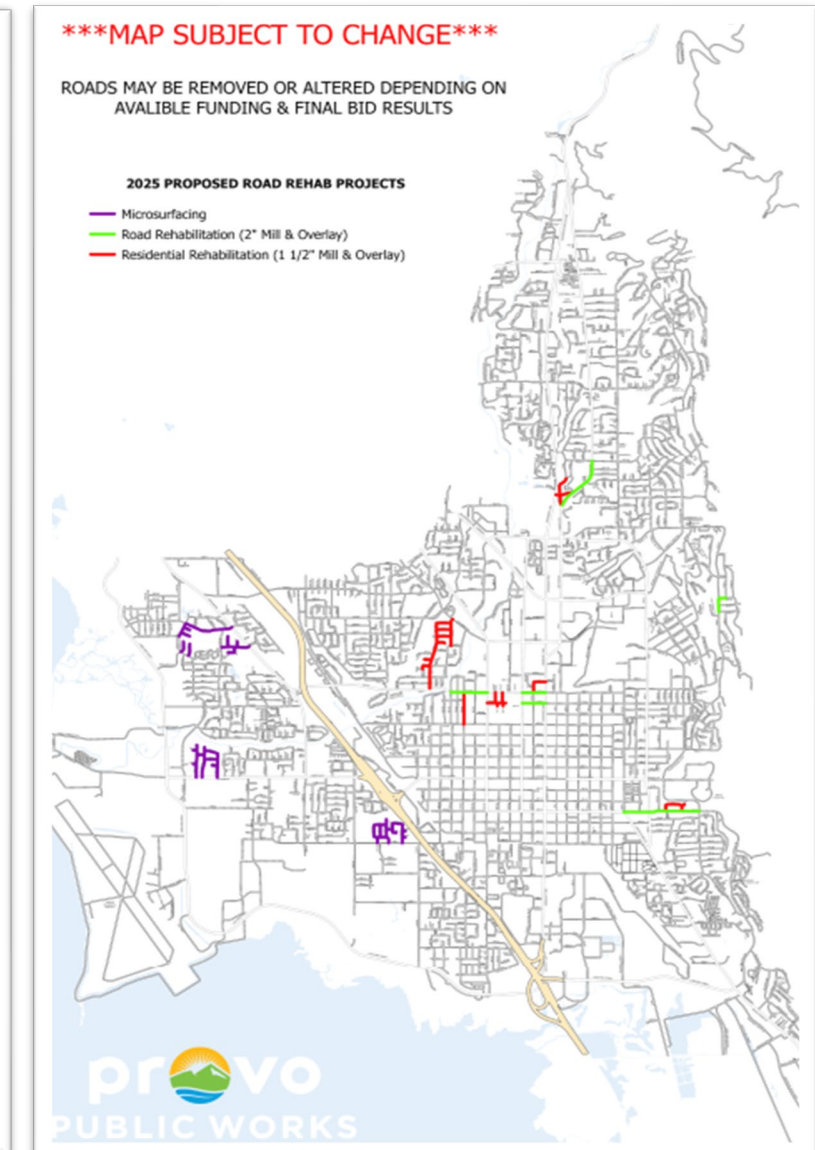 ***MAP SUBJECT TO CHANGE***
ROADS MAY BE REMOVED OR ALTERED DEPENDING ON
AVALIBLE FUNDING & FINAL BID RESULTS
2025 PROPOSED ROAD REHAB PROJECTS
Microsurfacing
Road Rehabilitation (2" Mill & Overlay)
Residential Rehabilitation (1 1/2" Mill & Overlay)
provo
PUBLIC WORKS